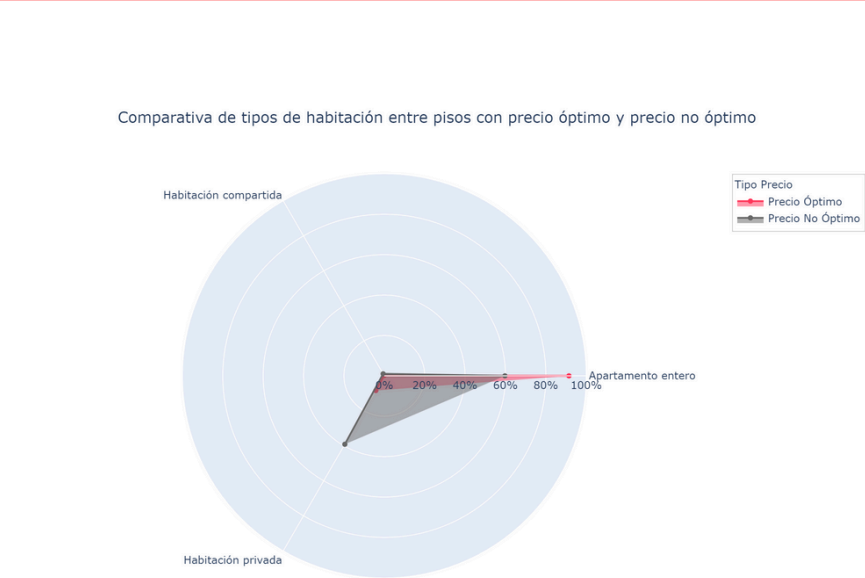 Comparativa de tipos de habitación entre pisos con precio óptimo y precio no óptimo
Habitación compartida
Tipo Precio
Precio Óptimo
Precio No Óptimo
Apartamento entero
0% 20% 40% 60% 80% 100%
Habitación privada